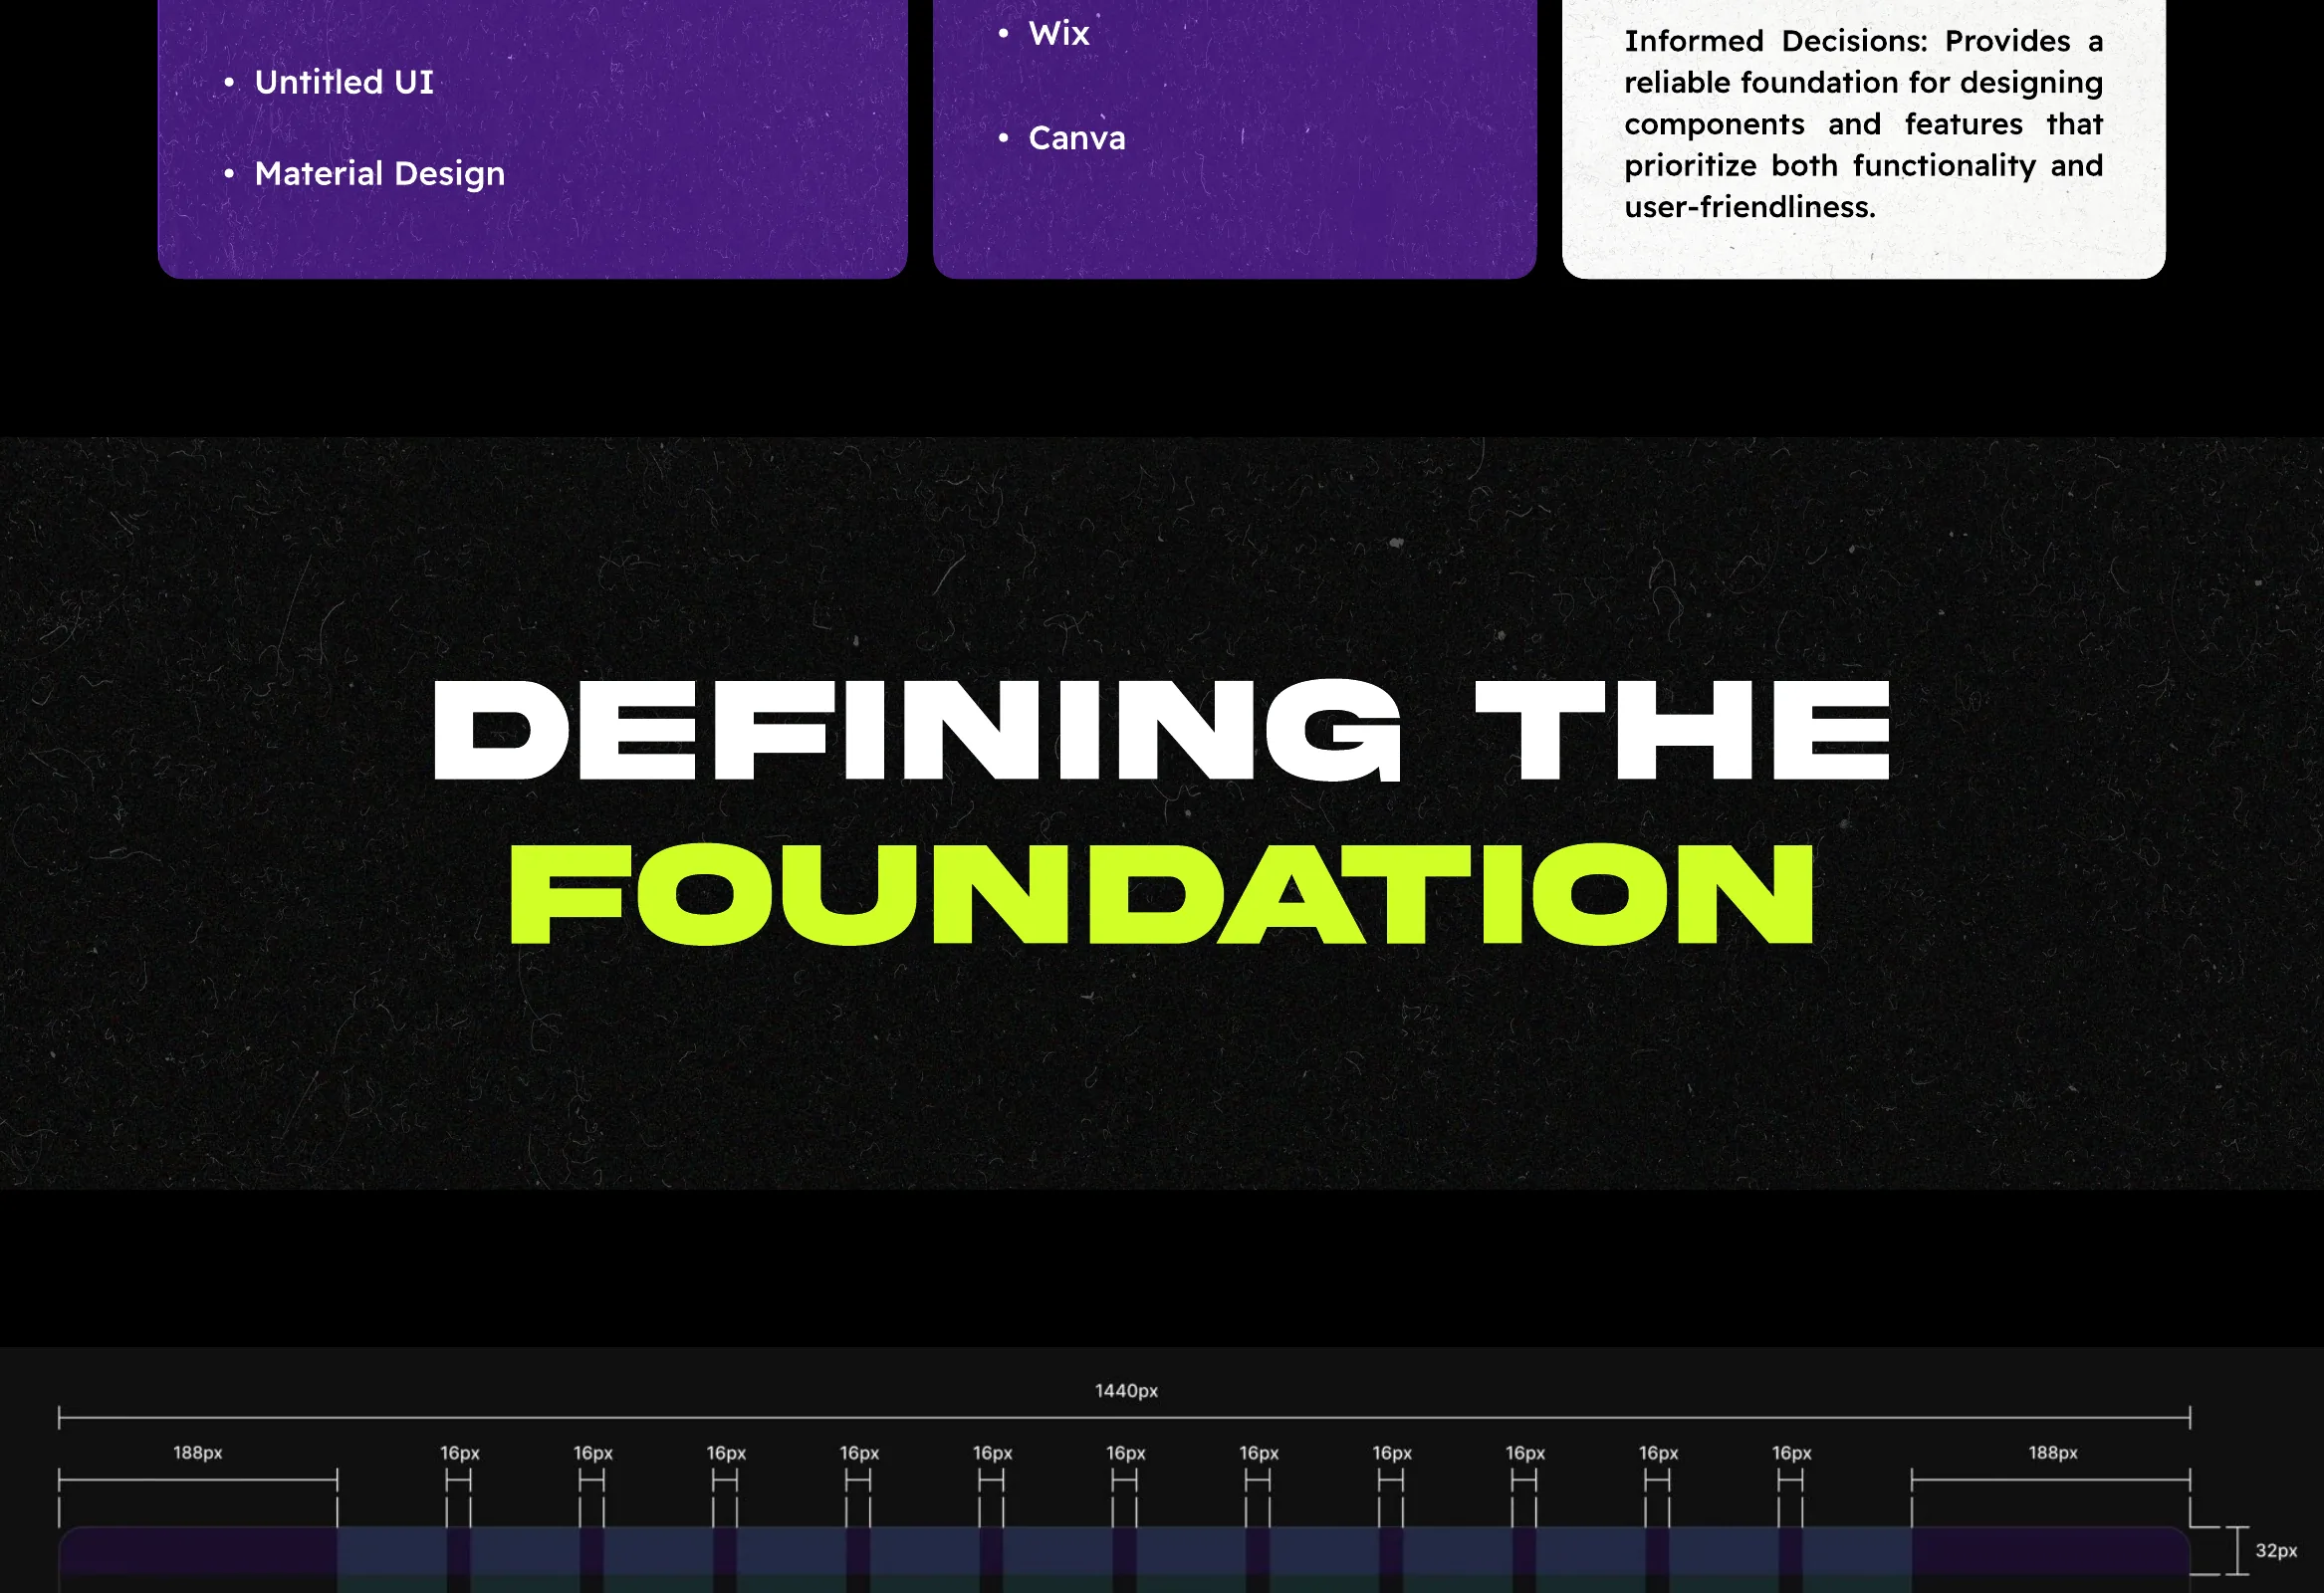 • Untitled UI
• Material Design
• Wix
• Canva
Informed Decisions: Provides a
reliable foundation for designing
components and features that
prioritize both functionality and
user-friendliness.
DEFINING THE
FOUNDATION
1440px
188px 16px 16px 16px 16px 16px 16px 16px 16px 16px 16px 16px 188px
32px